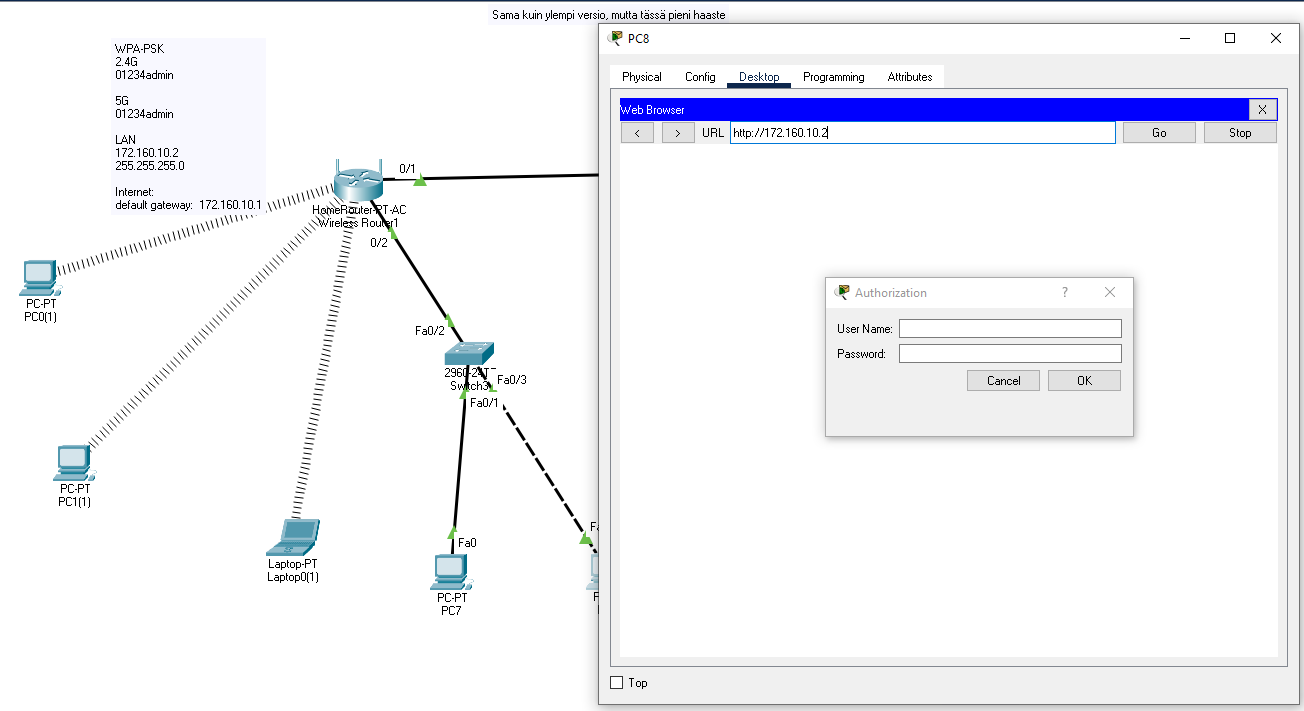 Sama kuin ylempi versio, mutta tässä pieni haaste
WPA-PSK
2.4G
01234admin
5G
01234admin
LAN
172.160.10.2
255.255.255.0
Internet:
default gateway: 172.160.10.1
0/1
HomeRouter-PT-AC
Wireless Router1
0/2
PC-PT
PC0(1)
Fa0/2
2960-24TT
Switch3
Fa0/3
Fa0/1
PC-PT
PC1(1)
Laptop-PT
Laptop0(1)
Fa0
PC-PT
PC7
PC8
Physical Config Desktop Programming Attributes
Web Browser X
< > URL http://172.160.10.2 Go Stop
Authorization ?
User Name:
Password:
Cancel OK
Top